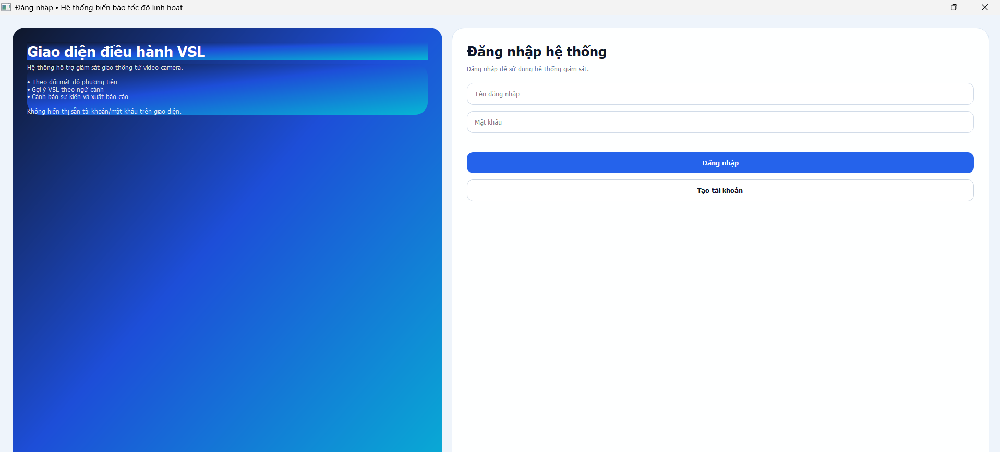 Đăng nhập • Hệ thống biển báo tốc độ linh hoạt
Giao diện điều hành VSL
Hệ thống hỗ trợ giám sát giao thông từ video camera.
• Theo dõi mật độ phương tiện
• Gợi ý VSL theo ngữ cảnh
• Cảnh báo sự kiện và xuất báo cáo
Không hiển thị sẵn tài khoản/mật khẩu trên giao diện.
Đăng nhập hệ thống
Đăng nhập để sử dụng hệ thống giám sát.
Tên đăng nhập
Mật khẩu
Đăng nhập
Tạo tài khoản